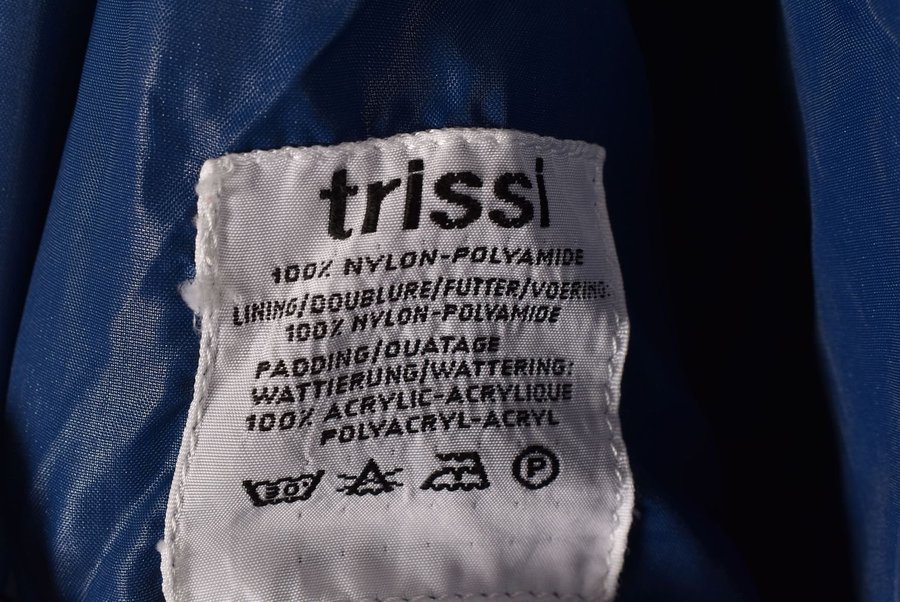 trissi
100% NYLON-POLYAMIDE
LINING/DOUBLURE/FUTTER/VOERING:
100% NYLON-POLYAMIDE
PADDING/OUATAGE
WATTIERUNG/WATTERING:
100% ACRYLIC-ACRYLIQUE
POLYACRYL-ACRYL
30° A P